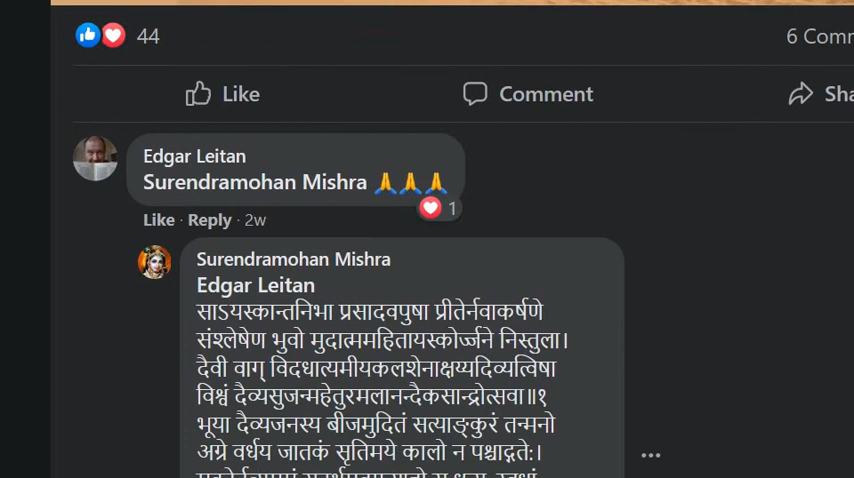 44
6 Comm
Like
Comment
Sha
Edgar Leitan
Surendramohan Mishra 🙏🙏🙏
1
Like · Reply · 2w
Surendramohan Mishra
Edgar Leitan
साऽयस्कान्तनिभा प्रसादवपुषा प्रीतेर्नवाकर्षणे
संश्लेषेण भुवो मुदात्ममहितायस्कोर्ज्जने निस्तुला।
दैवी वाग् विदधात्यमीयकलशेनाक्षय्यदिव्यत्विषा
विश्वं दैव्यसुजन्महेतुरमलानन्दैकसान्द्रोत्सवा॥१
भूया दैव्यजनस्य बीजमुदितं सत्याङ्कुरं तन्मनो
अग्रे वर्धय जातकं सृतिमये कालो न पश्चाद्गते:।